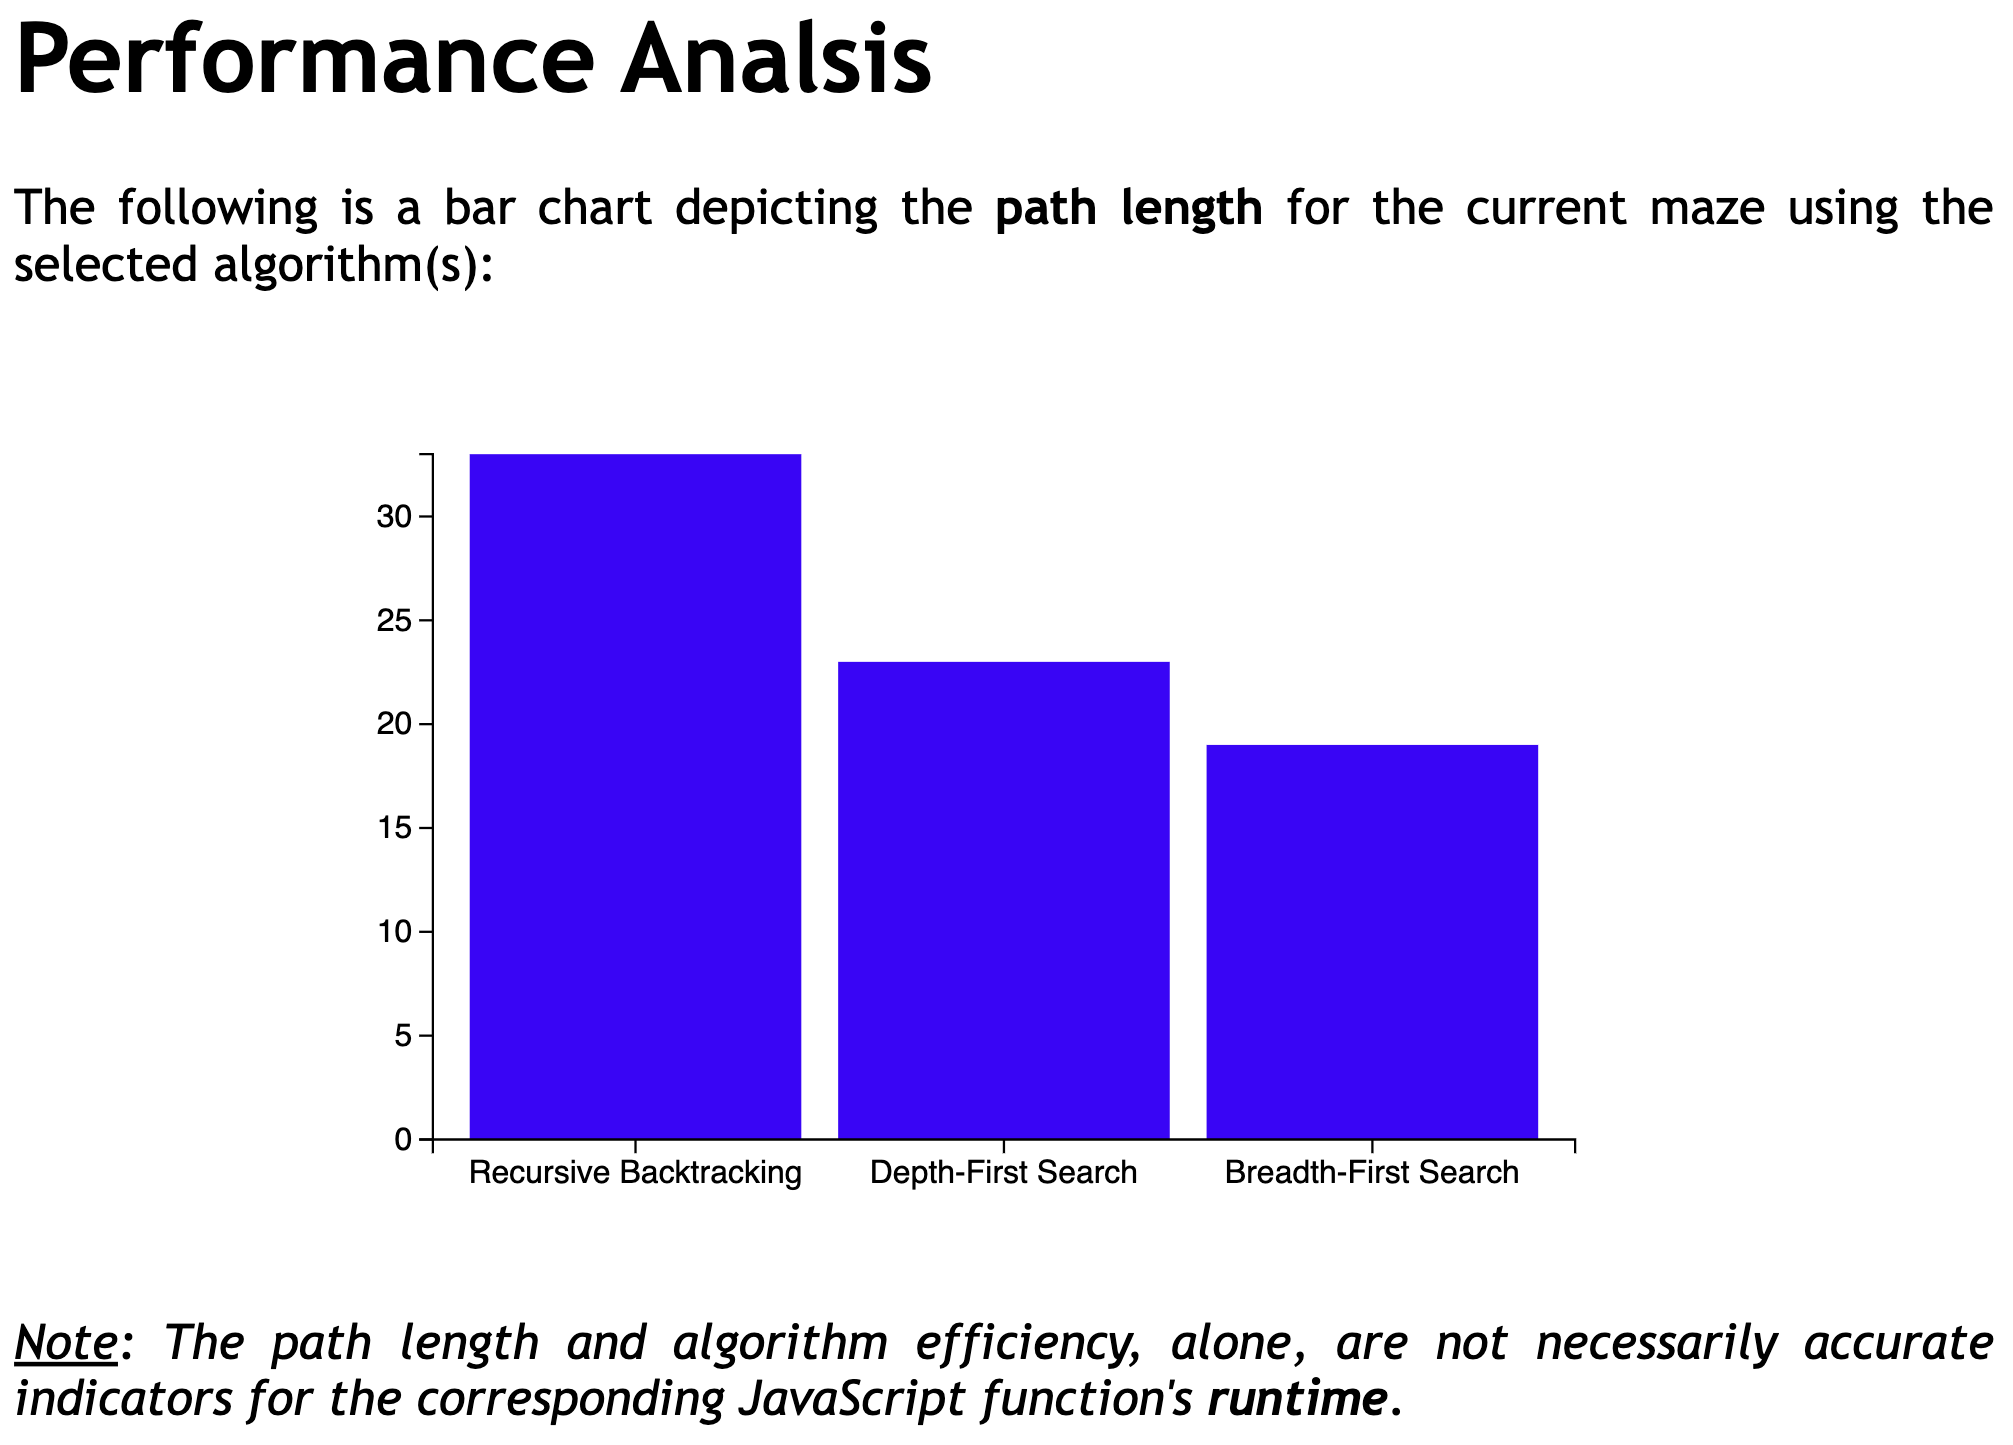 Performance Analsis
The following is a bar chart depicting the path length for the current maze using the
selected algorithm(s):
30
25
20
15
10
5
0
Recursive Backtracking Depth-First Search Breadth-First Search
Note: The path length and algorithm efficiency, alone, are not necessarily accurate
indicators for the corresponding JavaScript function's runtime.